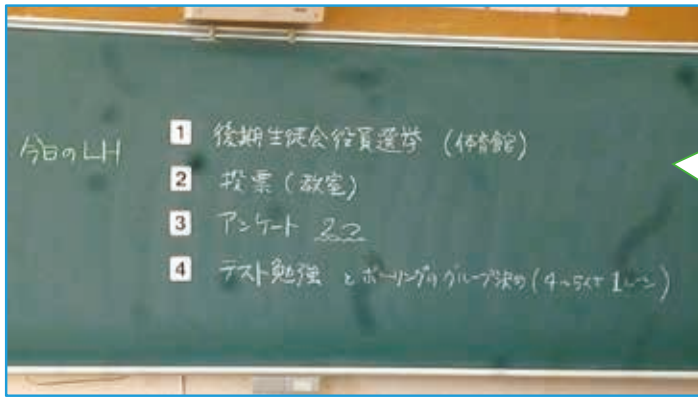 今日のLH
1 後期生徒会役員選挙 (体育館)
2 投票(教室)
3 アンケート
4 テスト勉強 とボーリングのグループ決め(4〜5人で1レーン)